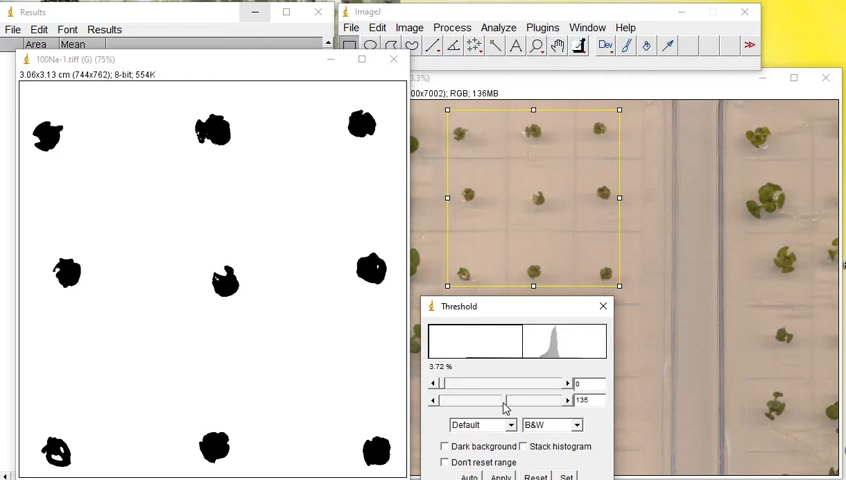 Results
File Edit Font Results
Area Mean
ImageJ
File Edit Image Process Analyze Plugins Window Help
A Dev
100Na-1.tiff (G) (75%)
3.06x3.13 cm (744x762); 8-bit; 554K
3%)
00x7002); RGB; 136MB
Threshold
3.72 %
0
135
Default B&W
Dark background Stack histogram
Don't reset range
Auto Apply Reset Set